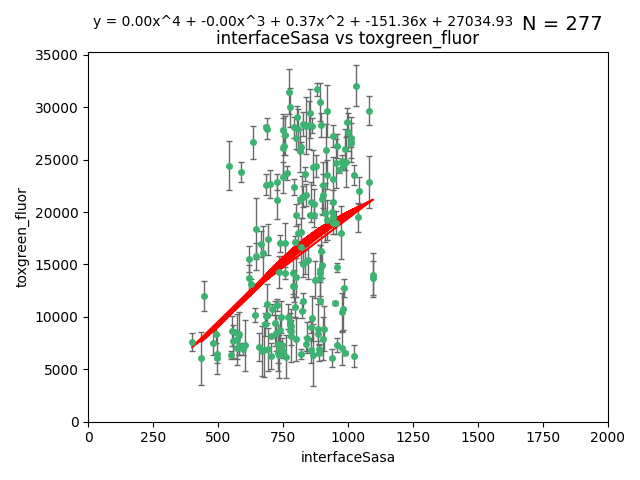 y = 0.00x^4 + -0.00x^3 + 0.37x^2 + -151.36x + 27034.93 N = 277
interfaceSasa vs toxgreen_fluor
35000
30000
25000
20000
15000
10000
5000
0
toxgreen_fluor
0 250 500 750 1000 1250 1500 1750 2000
interfaceSasa